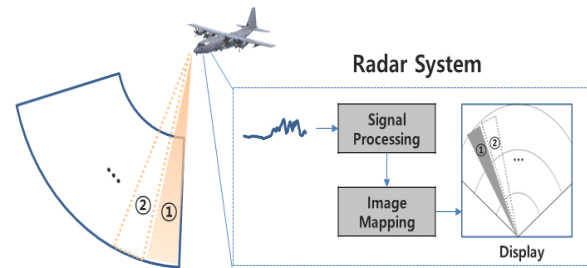 Radar System
Signal
Processing
Image
Mapping
Display
② ①
...
① ②
...